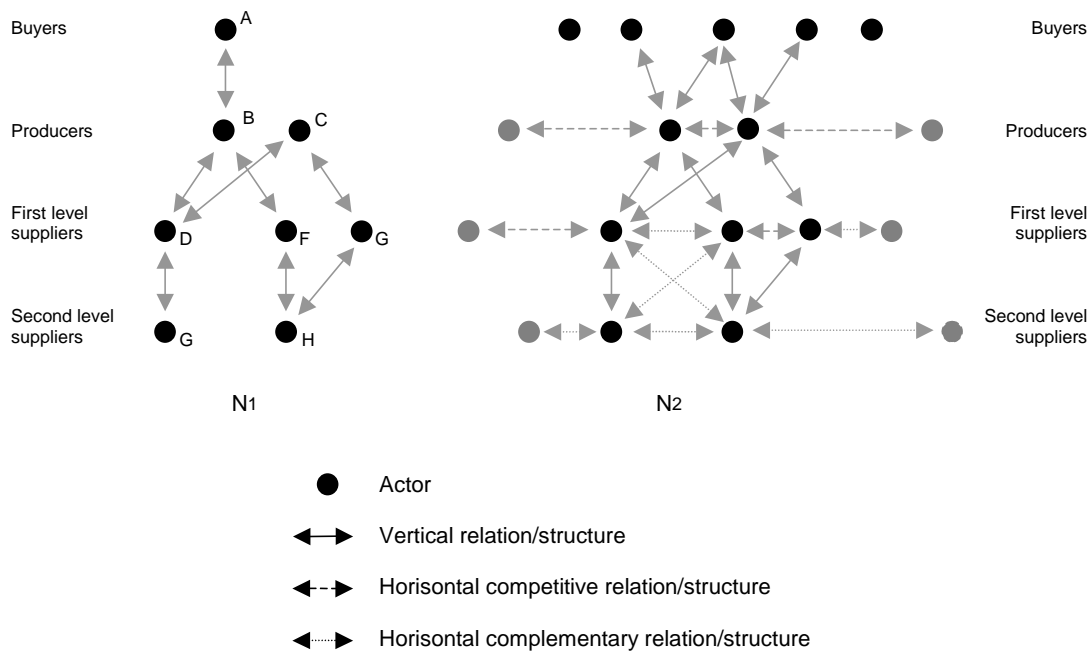 A
Buyers
Buyers
B
C
Producers
Producers
First level
suppliers
D
F
G
First level
suppliers
Second level
suppliers
G
H
Second level
suppliers
N1
N2
Actor
Vertical relation/structure
Horisontal competitive relation/structure
Horisontal complementary relation/structure